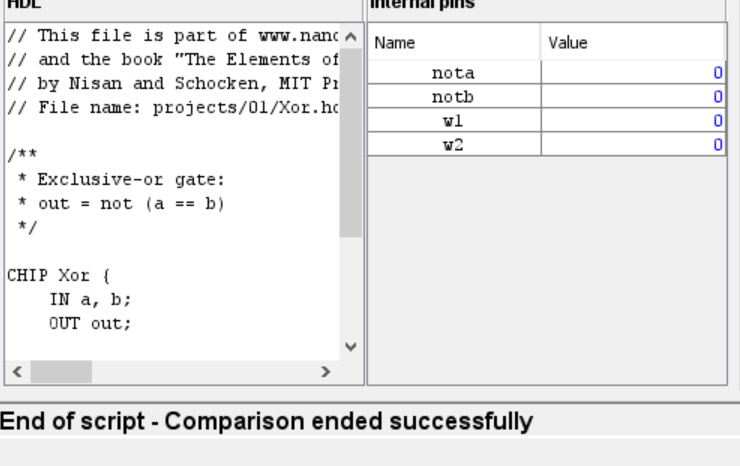 HDL
// This file is part of www.nand
// and the book "The Elements of
// by Nisan and Schocken, MIT Pr
// File name: projects/01/Xor.hd
/**
 * Exclusive-or gate:
 * out = not (a == b)
 */
CHIP Xor {
IN a, b;
OUT out;
Internal pins
Name Value
nota 0
notb 0
w1 0
w2 0
End of script - Comparison ended successfully